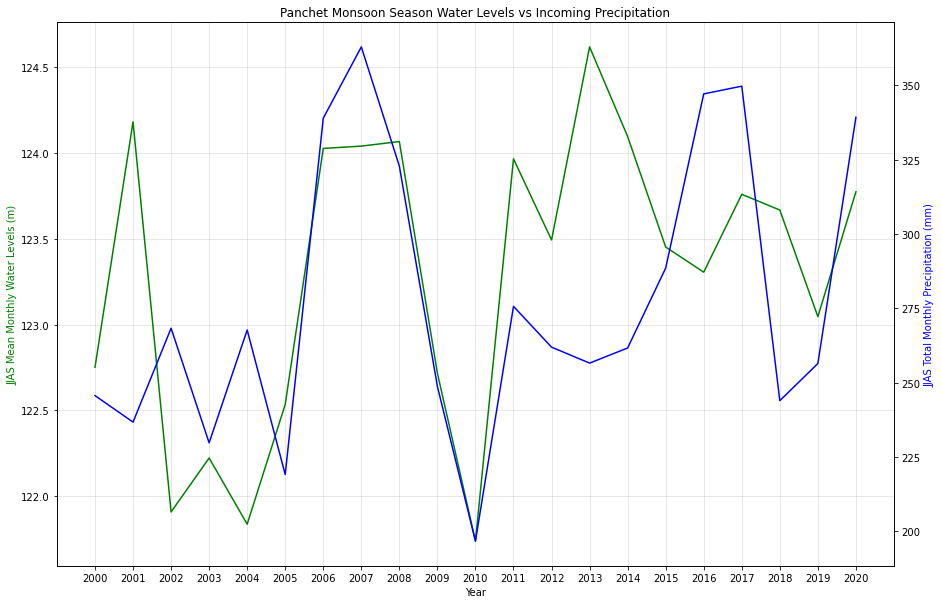 Panchet Monsoon Season Water Levels vs Incoming Precipitation
JJAS Mean Monthly Water Levels (m)
124.5
124.0
123.5
123.0
122.5
122.0
350
325
300
275
250
225
200
JJAS Total Monthly Precipitation (mm)
2000 2001 2002 2003 2004 2005 2006 2007 2008 2009 2010 2011 2012 2013 2014 2015 2016 2017 2018 2019 2020
Year